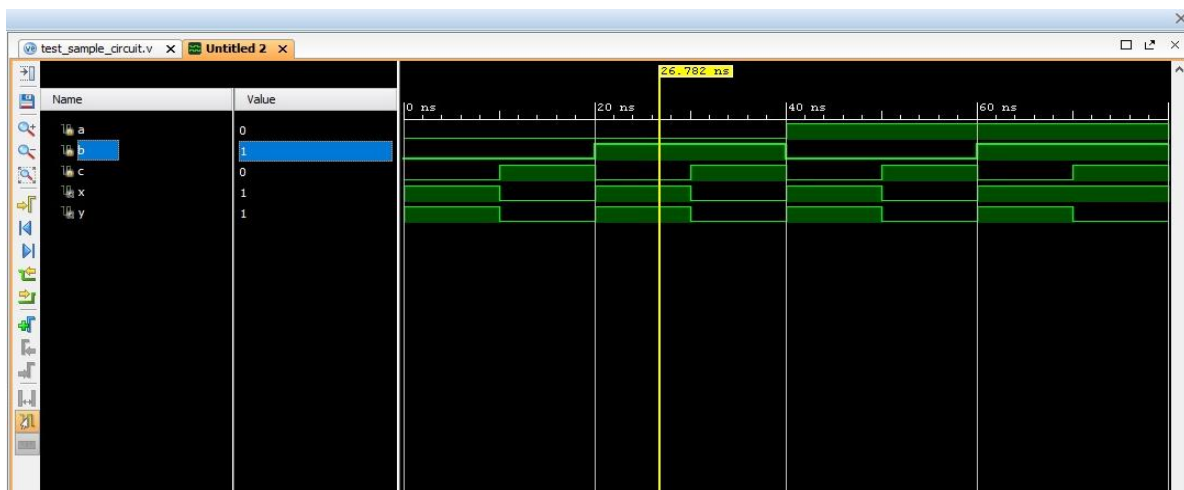 test_sample_circuit.v Untitled 2
26.782 ns
Name Value
0 ns 20 ns 40 ns 60 ns
a 0
b 1
c 0
x 1
y 1